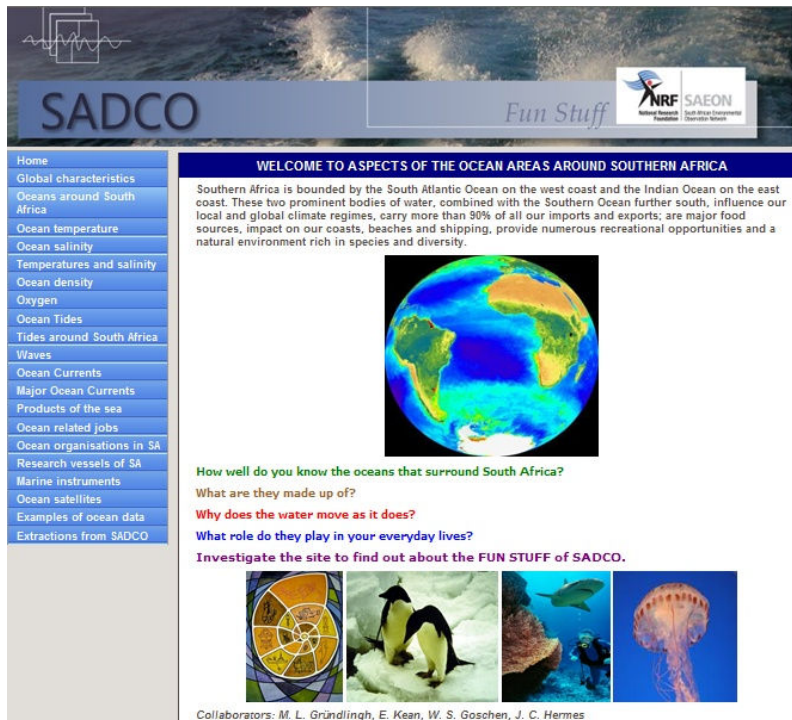 SADCO
Fun Stuff
NRF
National Research
Foundation
SAEON
South African Environmental
Observation Network
Home
Global characteristics
Oceans around South
Africa
Ocean temperature
Ocean salinity
Temperatures and salinity
Ocean density
Oxygen
Ocean Tides
Tides around South Africa
Waves
Ocean Currents
Major Ocean Currents
Products of the sea
Ocean related jobs
Ocean organisations in SA
Research vessels of SA
Marine instruments
Ocean satellites
Examples of ocean data
Extractions from SADCO
WELCOME TO ASPECTS OF THE OCEAN AREAS AROUND SOUTHERN AFRICA
Southern Africa is bounded by the South Atlantic Ocean on the west coast and the Indian Ocean on the east
coast. These two prominent bodies of water, combined with the Southern Ocean further south, influence our
local and global climate regimes, carry more than 90% of all our imports and exports; are major food
sources, impact on our coasts, beaches and shipping, provide numerous recreational opportunities and a
natural environment rich in species and diversity.
How well do you know the oceans that surround South Africa?
What are they made up of?
Why does the water move as it does?
What role do they play in your everyday lives?
Investigate the site to find out about the FUN STUFF of SADCO.
Collaborators: M. L. Gründlingh, E. Kean, W. S. Goschen, J. C. Hermes